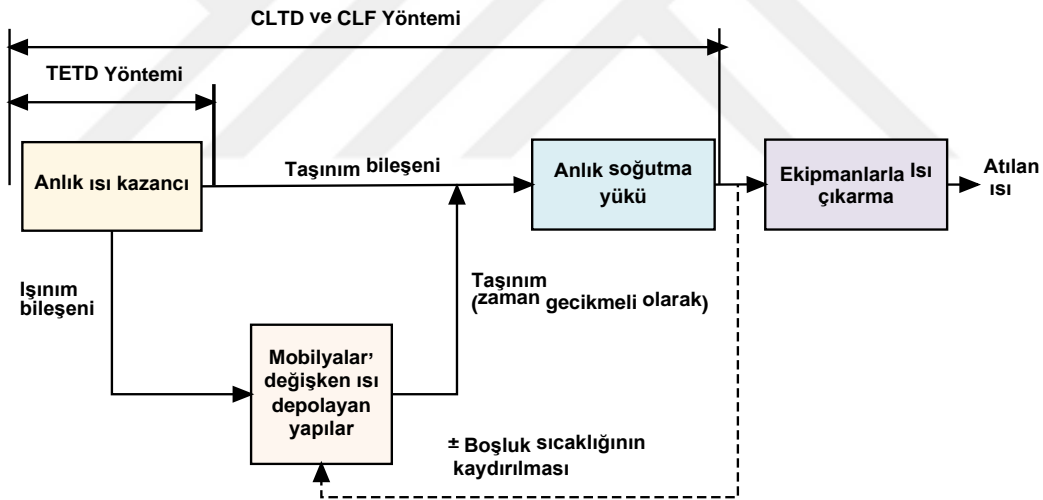 CLTD ve CLF Yöntemi
TETD Yöntemi
Anlık ısı kazancı
Taşınım bileşeni
Anlık soğutma
yükü
Ekipmanlarla Isı
çıkarma
Atılan
ısı
Işınım
bileşeni
Taşınım
(zaman gecikmeli olarak)
Mobilyalar,
değişken ısı
depolayan
yapılar
± Boşluk sıcaklığının
kaydırılması